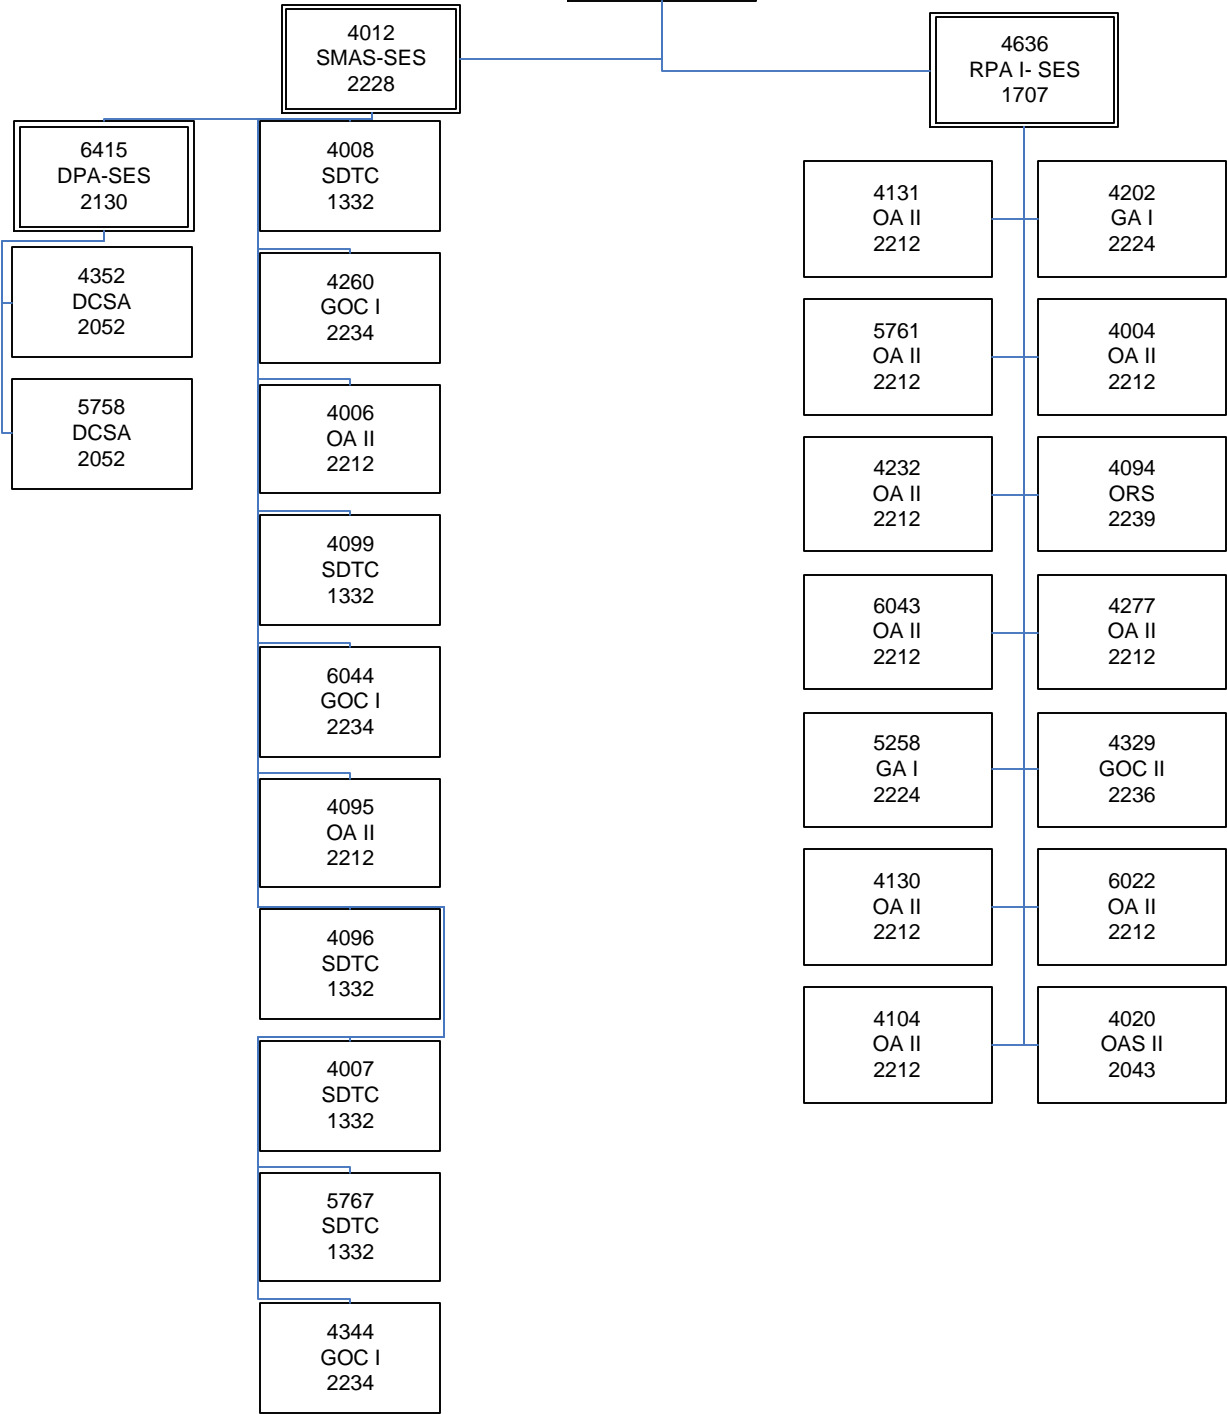 4012
SMAS-SES
2228
4636
RPA I- SES
1707
6415
DPA-SES
2130
4352
DCSA
2052
5758
DCSA
2052
4008
SDTC
1332
4260
GOC I
2234
4006
OA II
2212
4099
SDTC
1332
6044
GOC I
2234
4095
OA II
2212
4096
SDTC
1332
4007
SDTC
1332
5767
SDTC
1332
4344
GOC I
2234
4131
OA II
2212
4202
GA I
2224
5761
OA II
2212
4004
OA II
2212
4232
OA II
2212
4094
ORS
2239
6043
OA II
2212
4277
OA II
2212
5258
GA I
2224
4329
GOC II
2236
4130
OA II
2212
6022
OA II
2212
4104
OA II
2212
4020
OAS II
2043